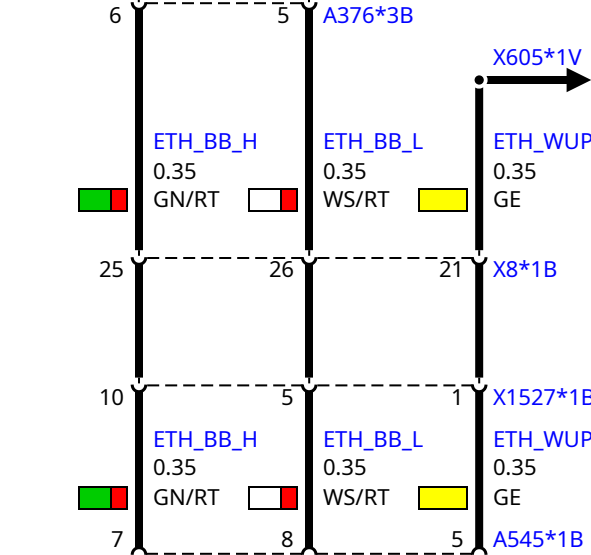 6 5 A376*3B
X605*1V
ETH_BB_H ETH_BB_L ETH_WUP
0.35 0.35 0.35
GN/RT WS/RT GE
25 26 21 X8*1B
10 5 1 X1527*1B
ETH_BB_H ETH_BB_L ETH_WUP
0.35 0.35 0.35
GN/RT WS/RT GE
7 8 5 A545*1B